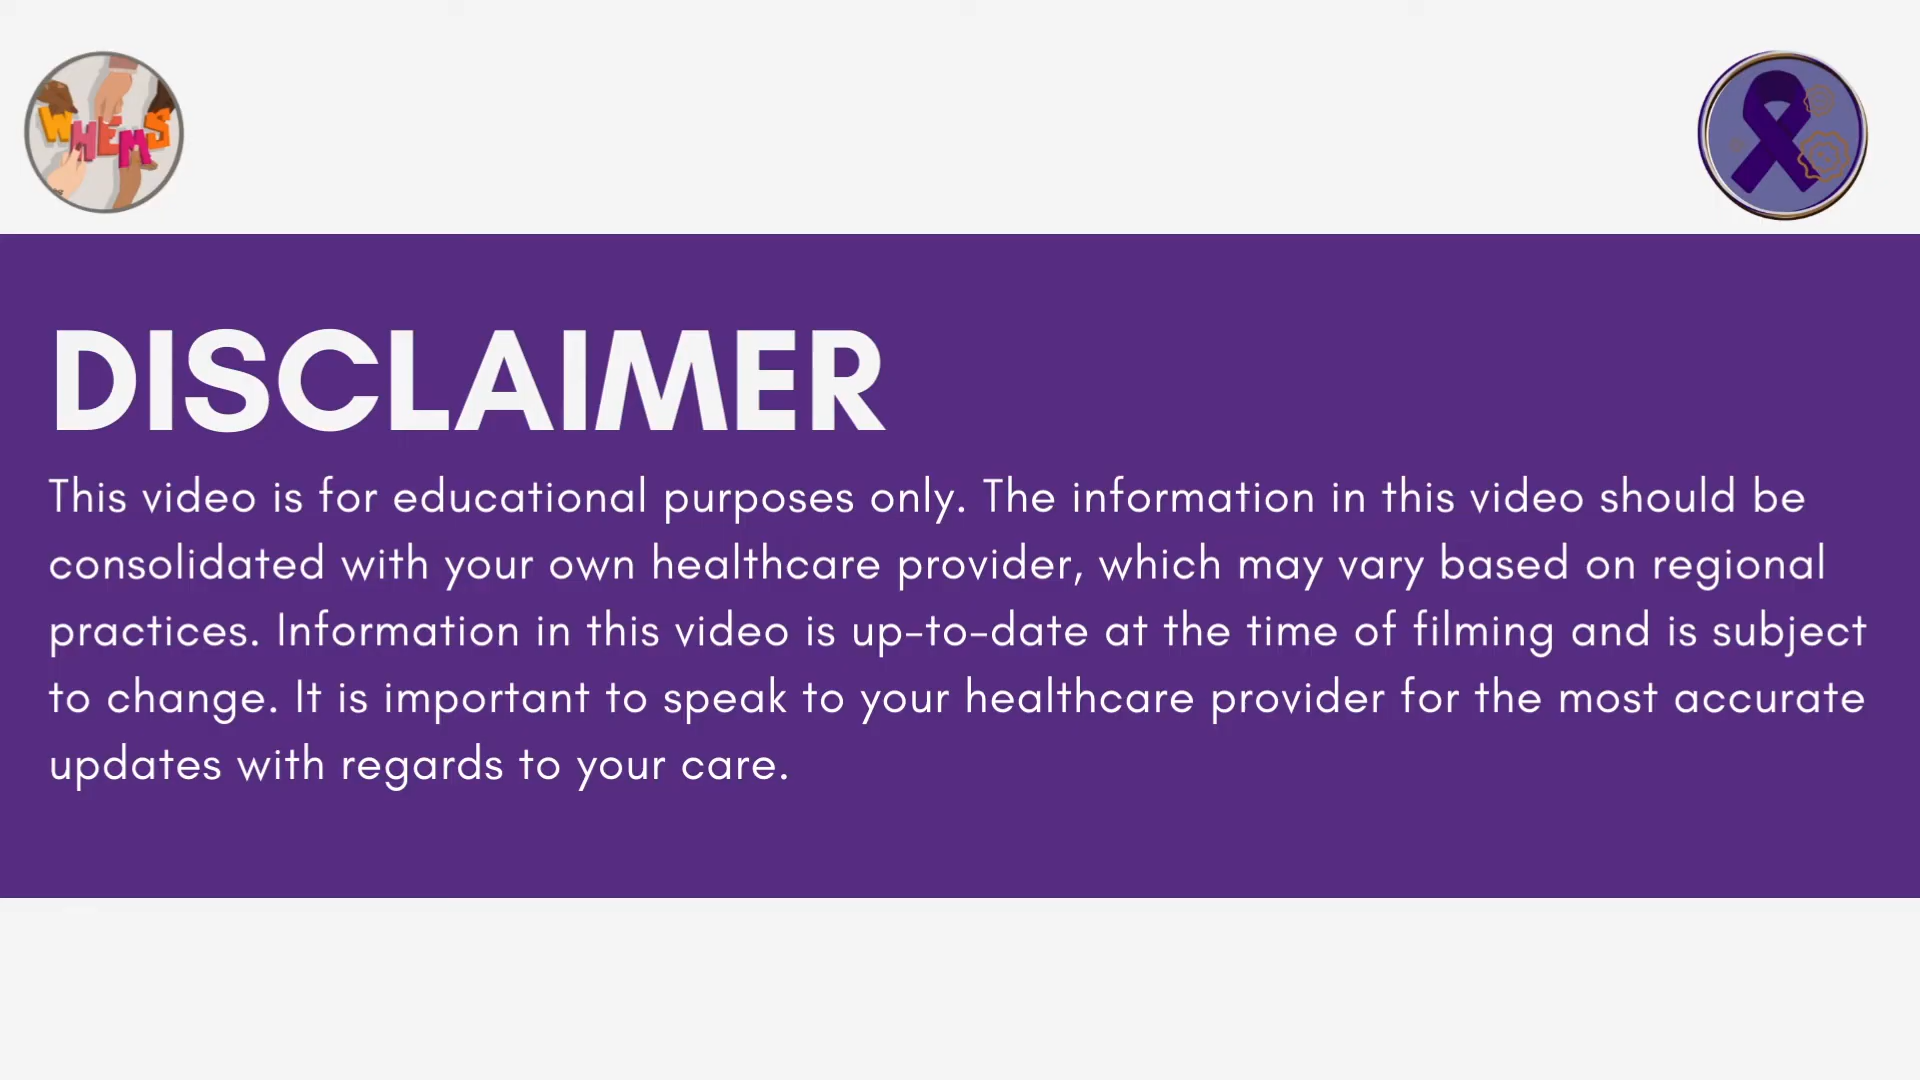 WHEMS
DISCLAIMER
This video is for educational purposes only. The information in this video should be
consolidated with your own healthcare provider, which may vary based on regional
practices. Information in this video is up-to-date at the time of filming and is subject
to change. It is important to speak to your healthcare provider for the most accurate
updates with regards to your care.